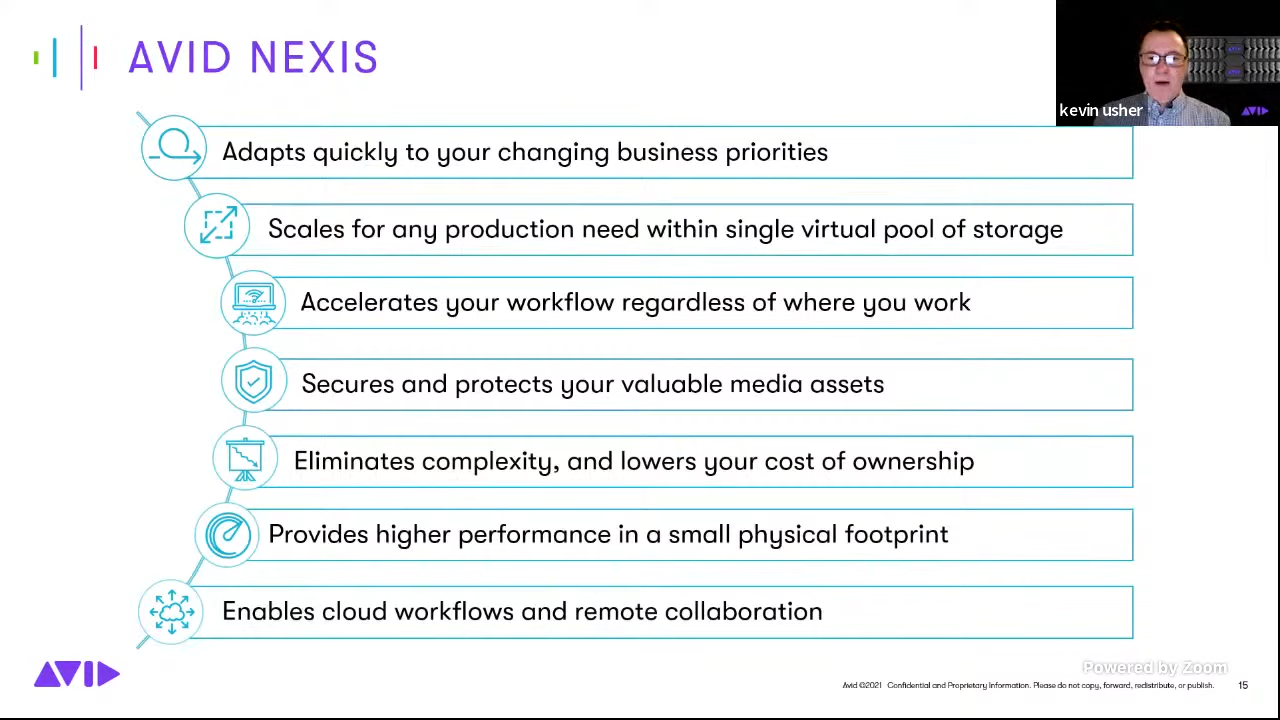 AVID NEXIS
kevin usher
AVID
Adapts quickly to your changing business priorities
Scales for any production need within single virtual pool of storage
Accelerates your workflow regardless of where you work
Secures and protects your valuable media assets
Eliminates complexity, and lowers your cost of ownership
Provides higher performance in a small physical footprint
Enables cloud workflows and remote collaboration
AVID
Powered by Zoom
Avid ©2021 Confidential and Proprietary Information. Please do not copy, forward, redistribute, or publish.
15